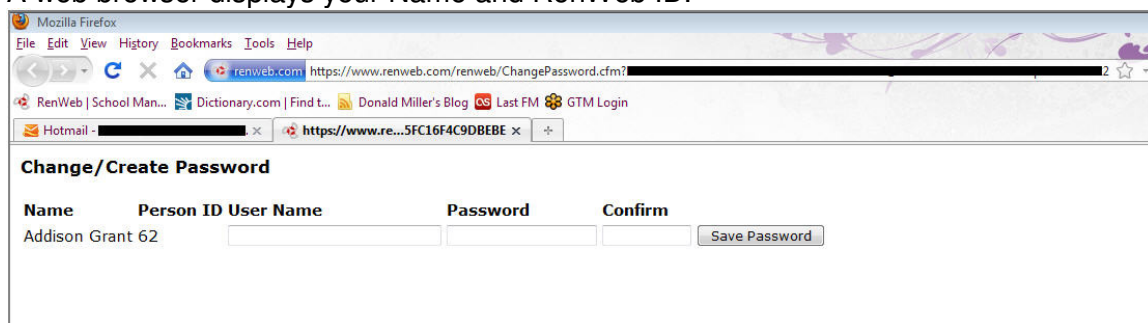 A web browser displays your Name and RenWeb ID.
Mozilla Firefox
File Edit View History Bookmarks Tools Help
renweb.com https://www.renweb.com/renweb/ChangePassword.cfm? 2
RenWeb | School Man... Dictionary.com | Find t... Donald Miller's Blog Last FM GTM Login
Hotmail - . https://www.re...5FC16F4C9DBEBE
Change/Create Password
Name Person ID User Name Password Confirm
Addison Grant 62 Save Password